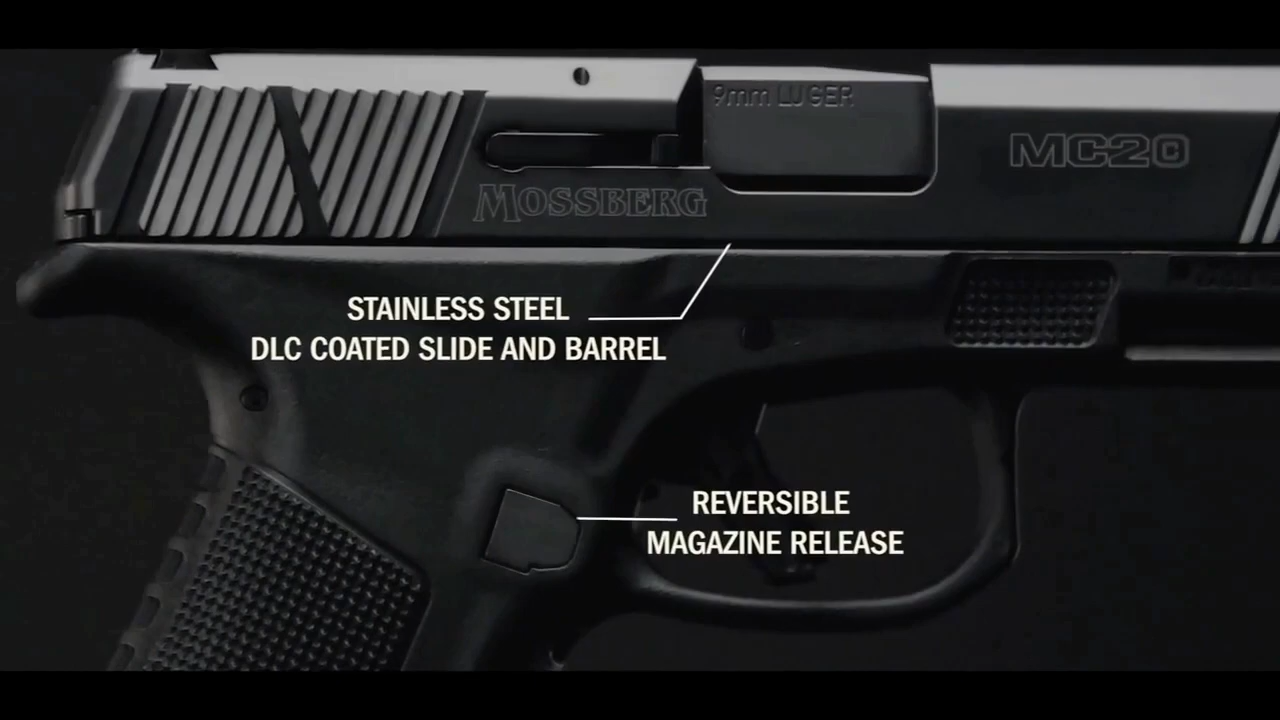 9mm LUGER
MC20
MOSSBERG
STAINLESS STEEL
DLC COATED SLIDE AND BARREL
REVERSIBLE
MAGAZINE RELEASE